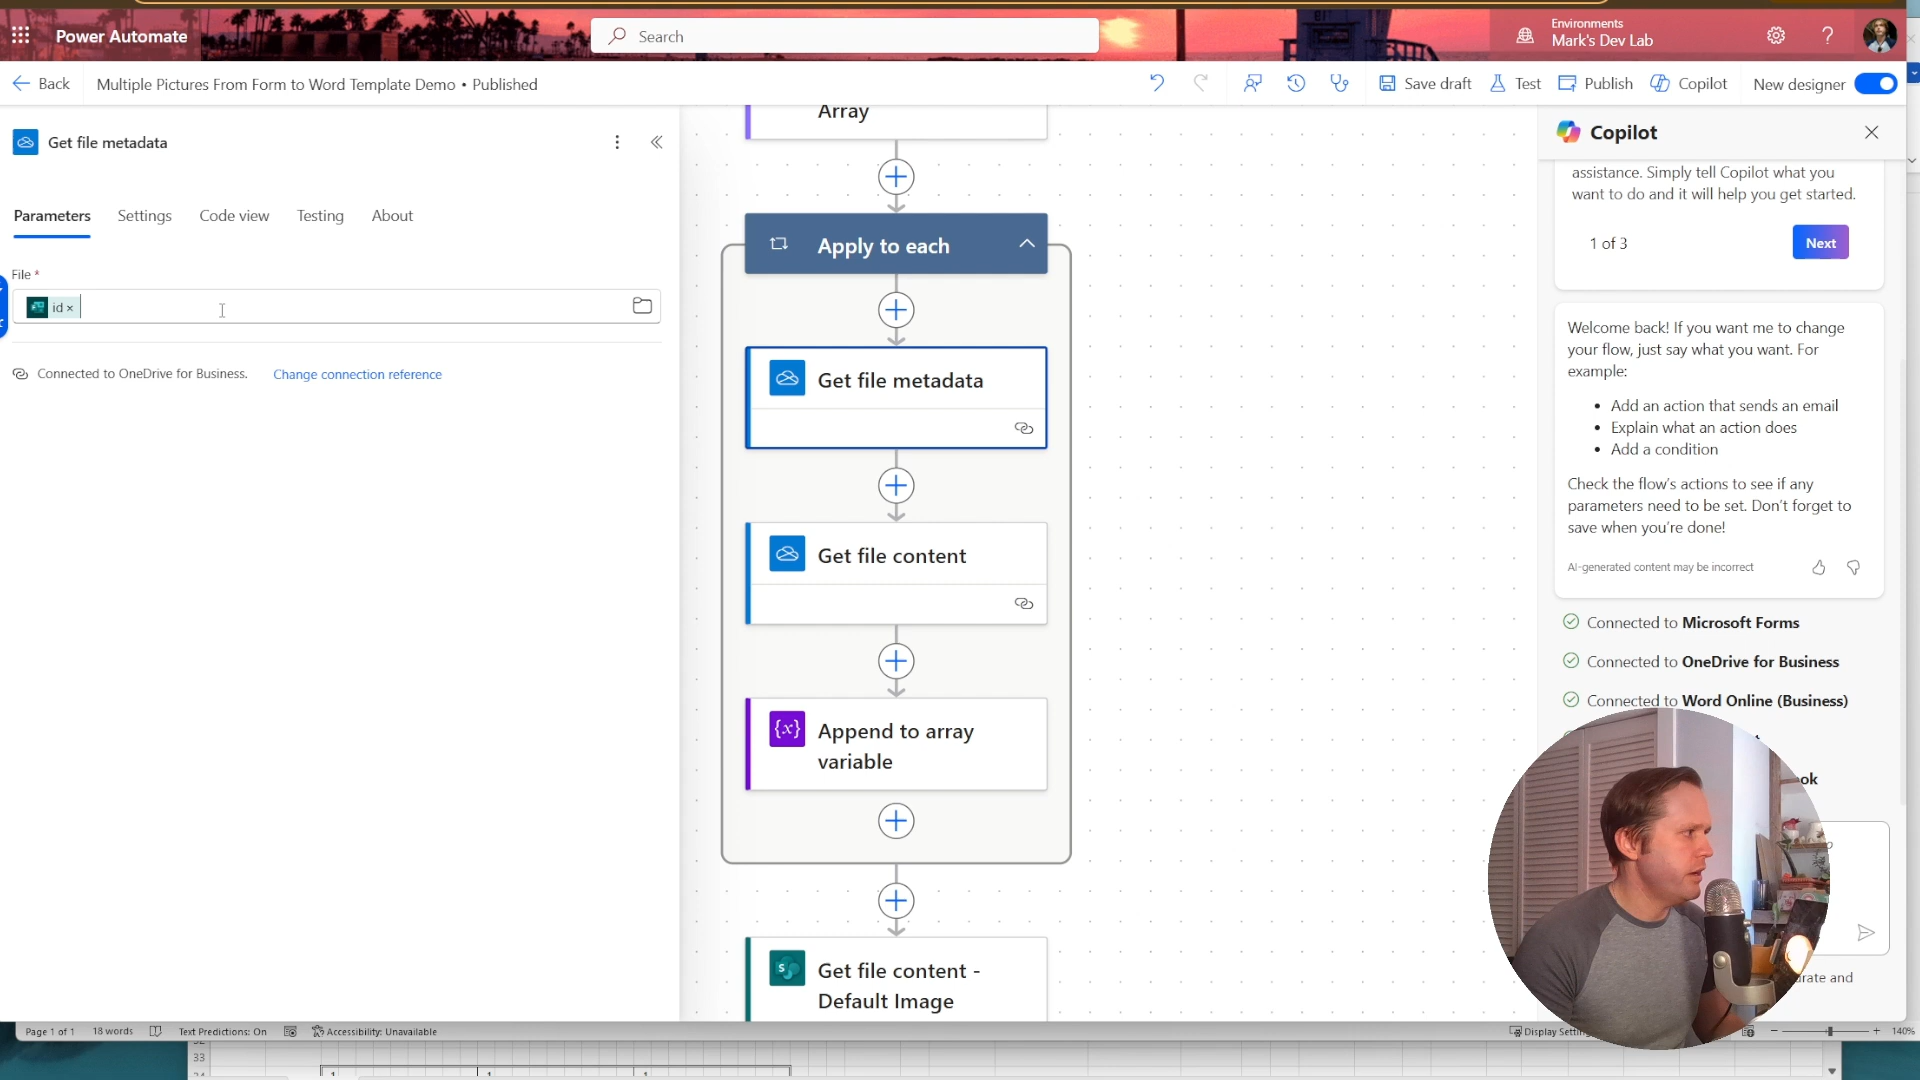 Power Automate
Search
Environments
Mark's Dev Lab
Back
Multiple Pictures From Form to Word Template Demo • Published
Save draft
Test
Publish
Copilot
New designer
Get file metadata
Parameters
Settings
Code view
Testing
About
File *
id ×
Connected to OneDrive for Business.
Change connection reference
Array
Apply to each
Get file metadata
Get file content
{x}
Append to array
variable
S
Get file content -
Default Image
Copilot
assistance. Simply tell Copilot what you
want to do and it will help you get started.
1 of 3
Next
Welcome back! If you want me to change
your flow, just say what you want. For
example:
• Add an action that sends an email
• Explain what an action does
• Add a condition
Check the flow's actions to see if any
parameters need to be set. Don't forget to
save when you're done!
AI-generated content may be incorrect
Connected to Microsoft Forms
Connected to OneDrive for Business
Connected to Word Online (Business)
and
Page 1 of 1
18 words
Text Predictions: On
Accessibility: Unavailable
Display
140%
33